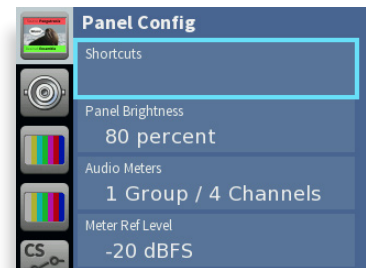 Panel Config
Shortcuts
Panel Brightness
80 percent
Audio Meters
1 Group / 4 Channels
Meter Ref Level
-20 dBFS
CS